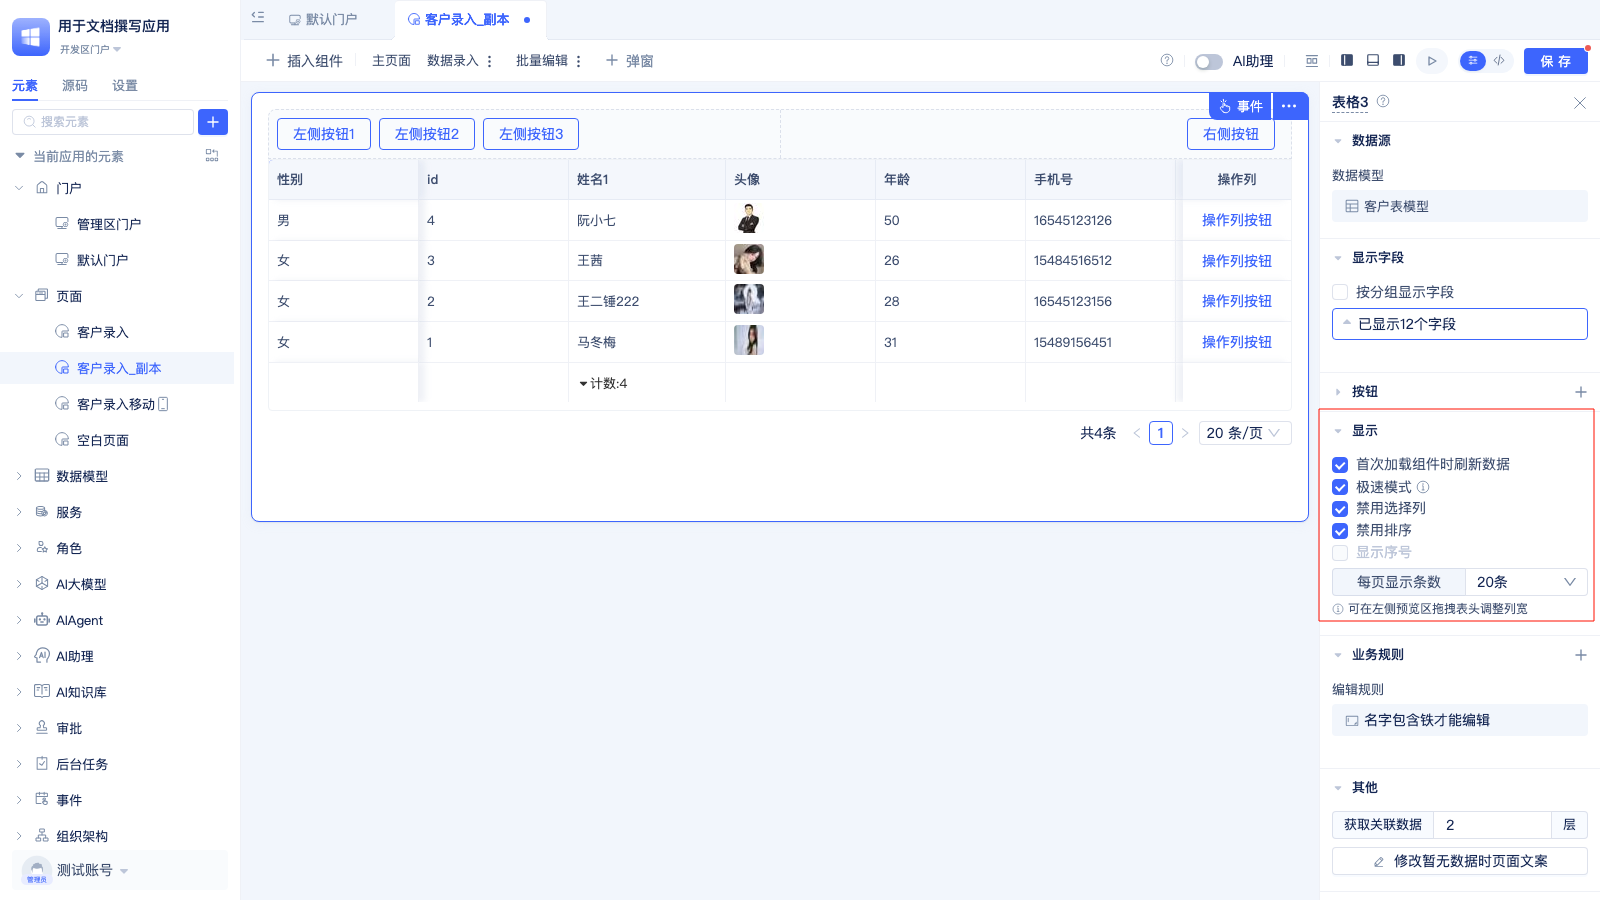 用于文档撰写应用
开发区门户
元素 源码 设置
搜索元素
当前应用的元素
门户
管理区门户
默认门户
页面
客户录入
客户录入_副本
客户录入移动
空白页面
数据模型
服务
角色
AI大模型
AIAgent
AI助理
AI知识库
审批
后台任务
事件
组织架构
测试账号
管理员
默认门户 客户录入_副本
插入组件 主页面 数据录入 批量编辑 弹窗
AI助理 保存
事件
左侧按钮1 左侧按钮2 左侧按钮3 右侧按钮
性别 id 姓名1 头像 年龄 手机号 操作列
男 4 阮小七 50 16545123126 操作列按钮
女 3 王茜 26 15484516512 操作列按钮
女 2 王二锤222 28 16545123156 操作列按钮
女 1 马冬梅 31 15489156451 操作列按钮
计数:4
共4条 1 20 条/页
表格3
数据源
数据模型
客户表模型
显示字段
按分组显示字段
已显示12个字段
按钮
显示
首次加载组件时刷新数据
极速模式
禁用选择列
禁用排序
显示序号
每页显示条数 20条
可在左侧预览区拖拽表头调整列宽
业务规则
编辑规则
名字包含铁才能编辑
其他
获取关联数据 2 层
修改暂无数据时页面文案